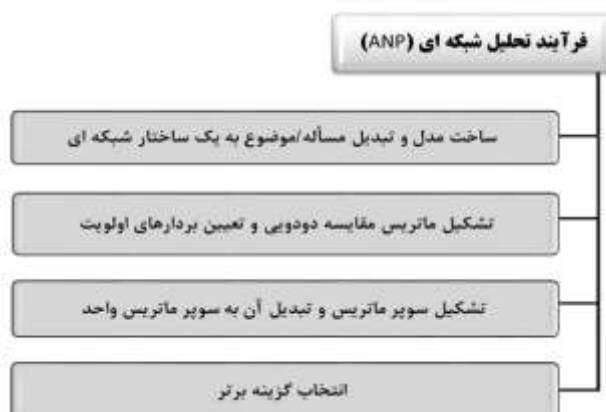 فرآیند تحلیل شبکه ای (ANP)
ساخت مدل و تبدیل مسأله/موضوع به یک ساختار شبکه ای
تشکیل ماتریس مقایسه دودویی و تعیین بردارهای اولویت
تشکیل سوپر ماتریس و تبدیل آن به سوپر ماتریس واحد
انتخاب گزینه برتر